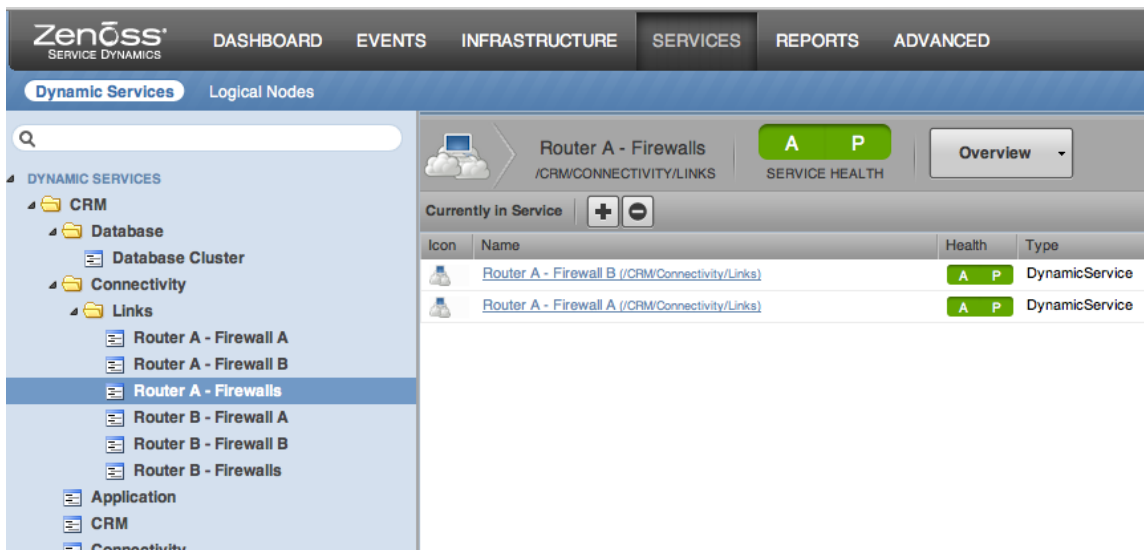 Zenōss
SERVICE DYNAMICS
DASHBOARD EVENTS INFRASTRUCTURE SERVICES REPORTS ADVANCED
Dynamic Services Logical Nodes
DYNAMIC SERVICES
CRM
Database
Database Cluster
Connectivity
Links
Router A - Firewall A
Router A - Firewall B
Router A - Firewalls
Router B - Firewall A
Router B - Firewall B
Router B - Firewalls
Application
CRM
Connectivity
Router A - Firewalls
/CRM/CONNECTIVITY/LINKS
A P
SERVICE HEALTH
Overview
Currently in Service
Icon Name Health Type
Router A - Firewall B (/CRM/Connectivity/Links) A P DynamicService
Router A - Firewall A (/CRM/Connectivity/Links) A P DynamicService